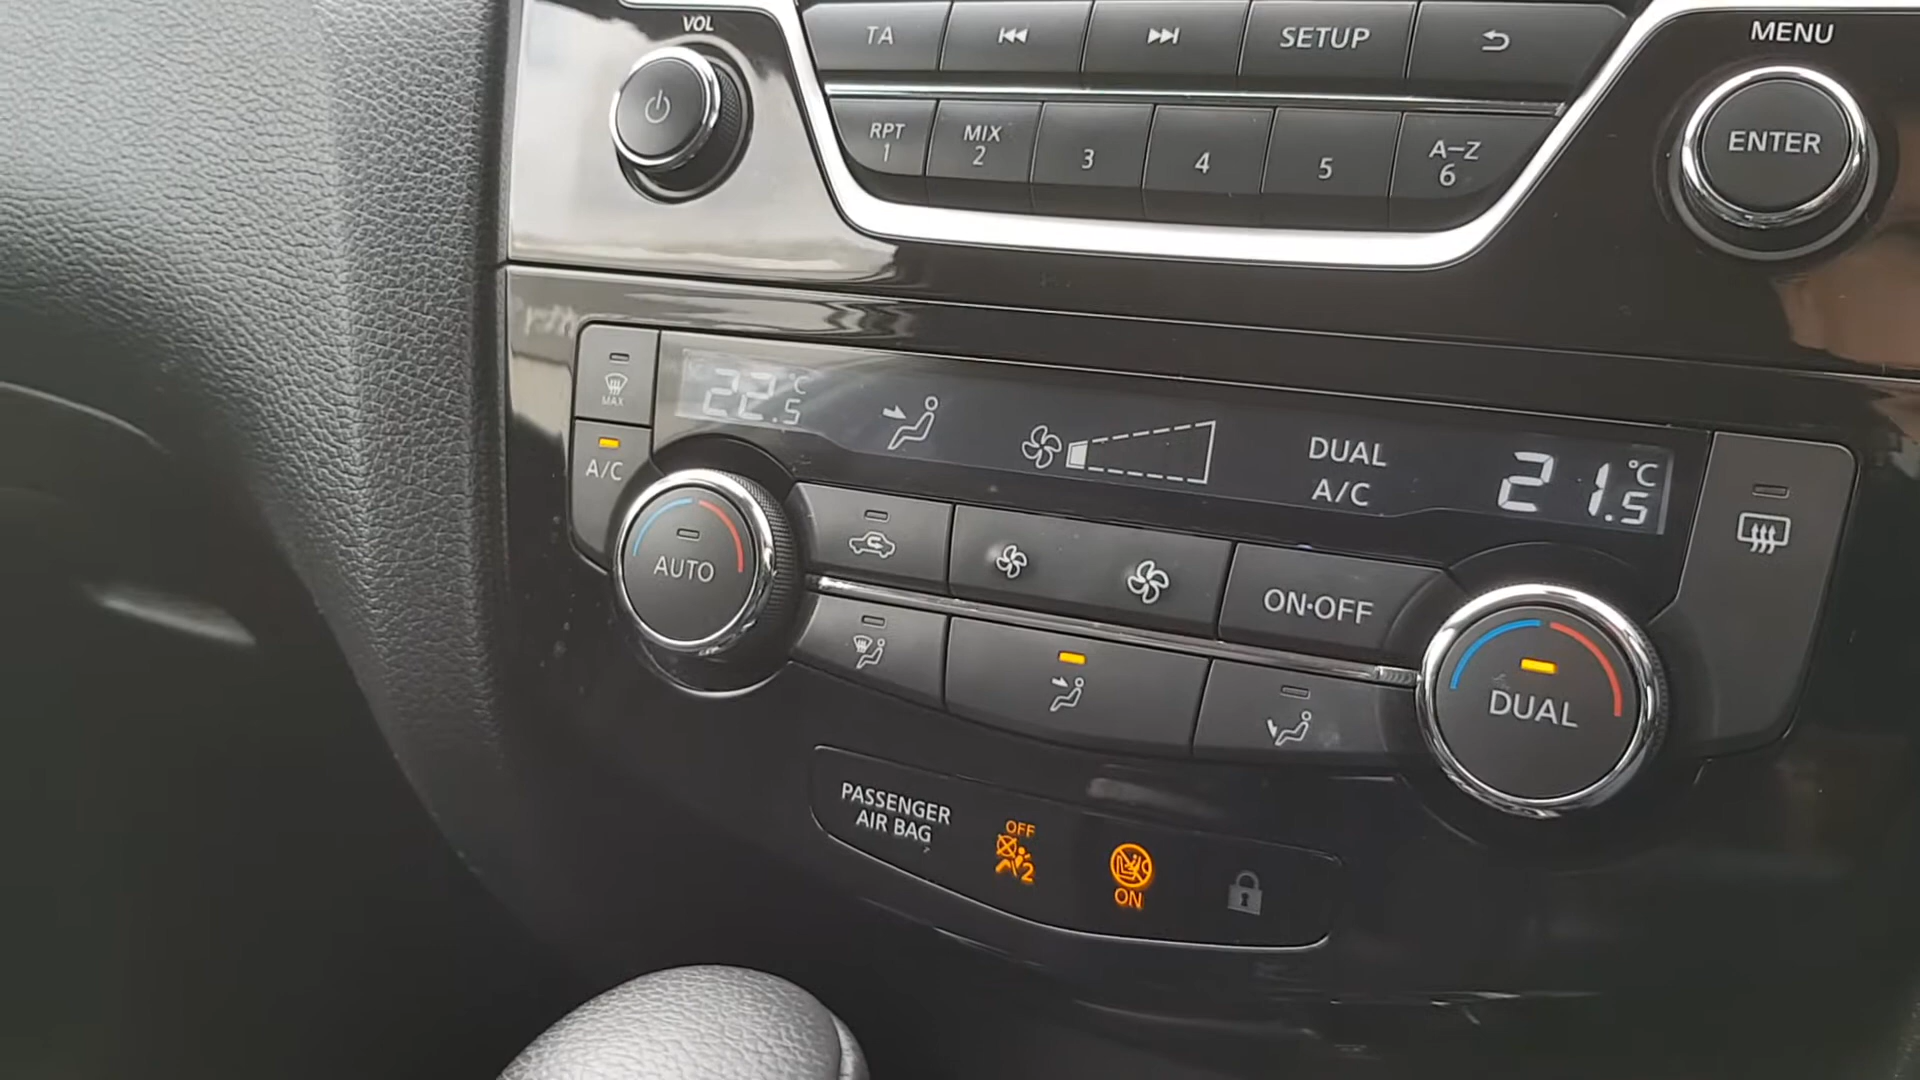 VOL
TA
SETUP
MENU
RPT
1
MIX
2
3
4
5
A-Z
6
ENTER
MAX
22.5 °C
DUAL
A/C
21.5 °C
A/C
AUTO
ON·OFF
DUAL
PASSENGER
AIR BAG
OFF
2
ON